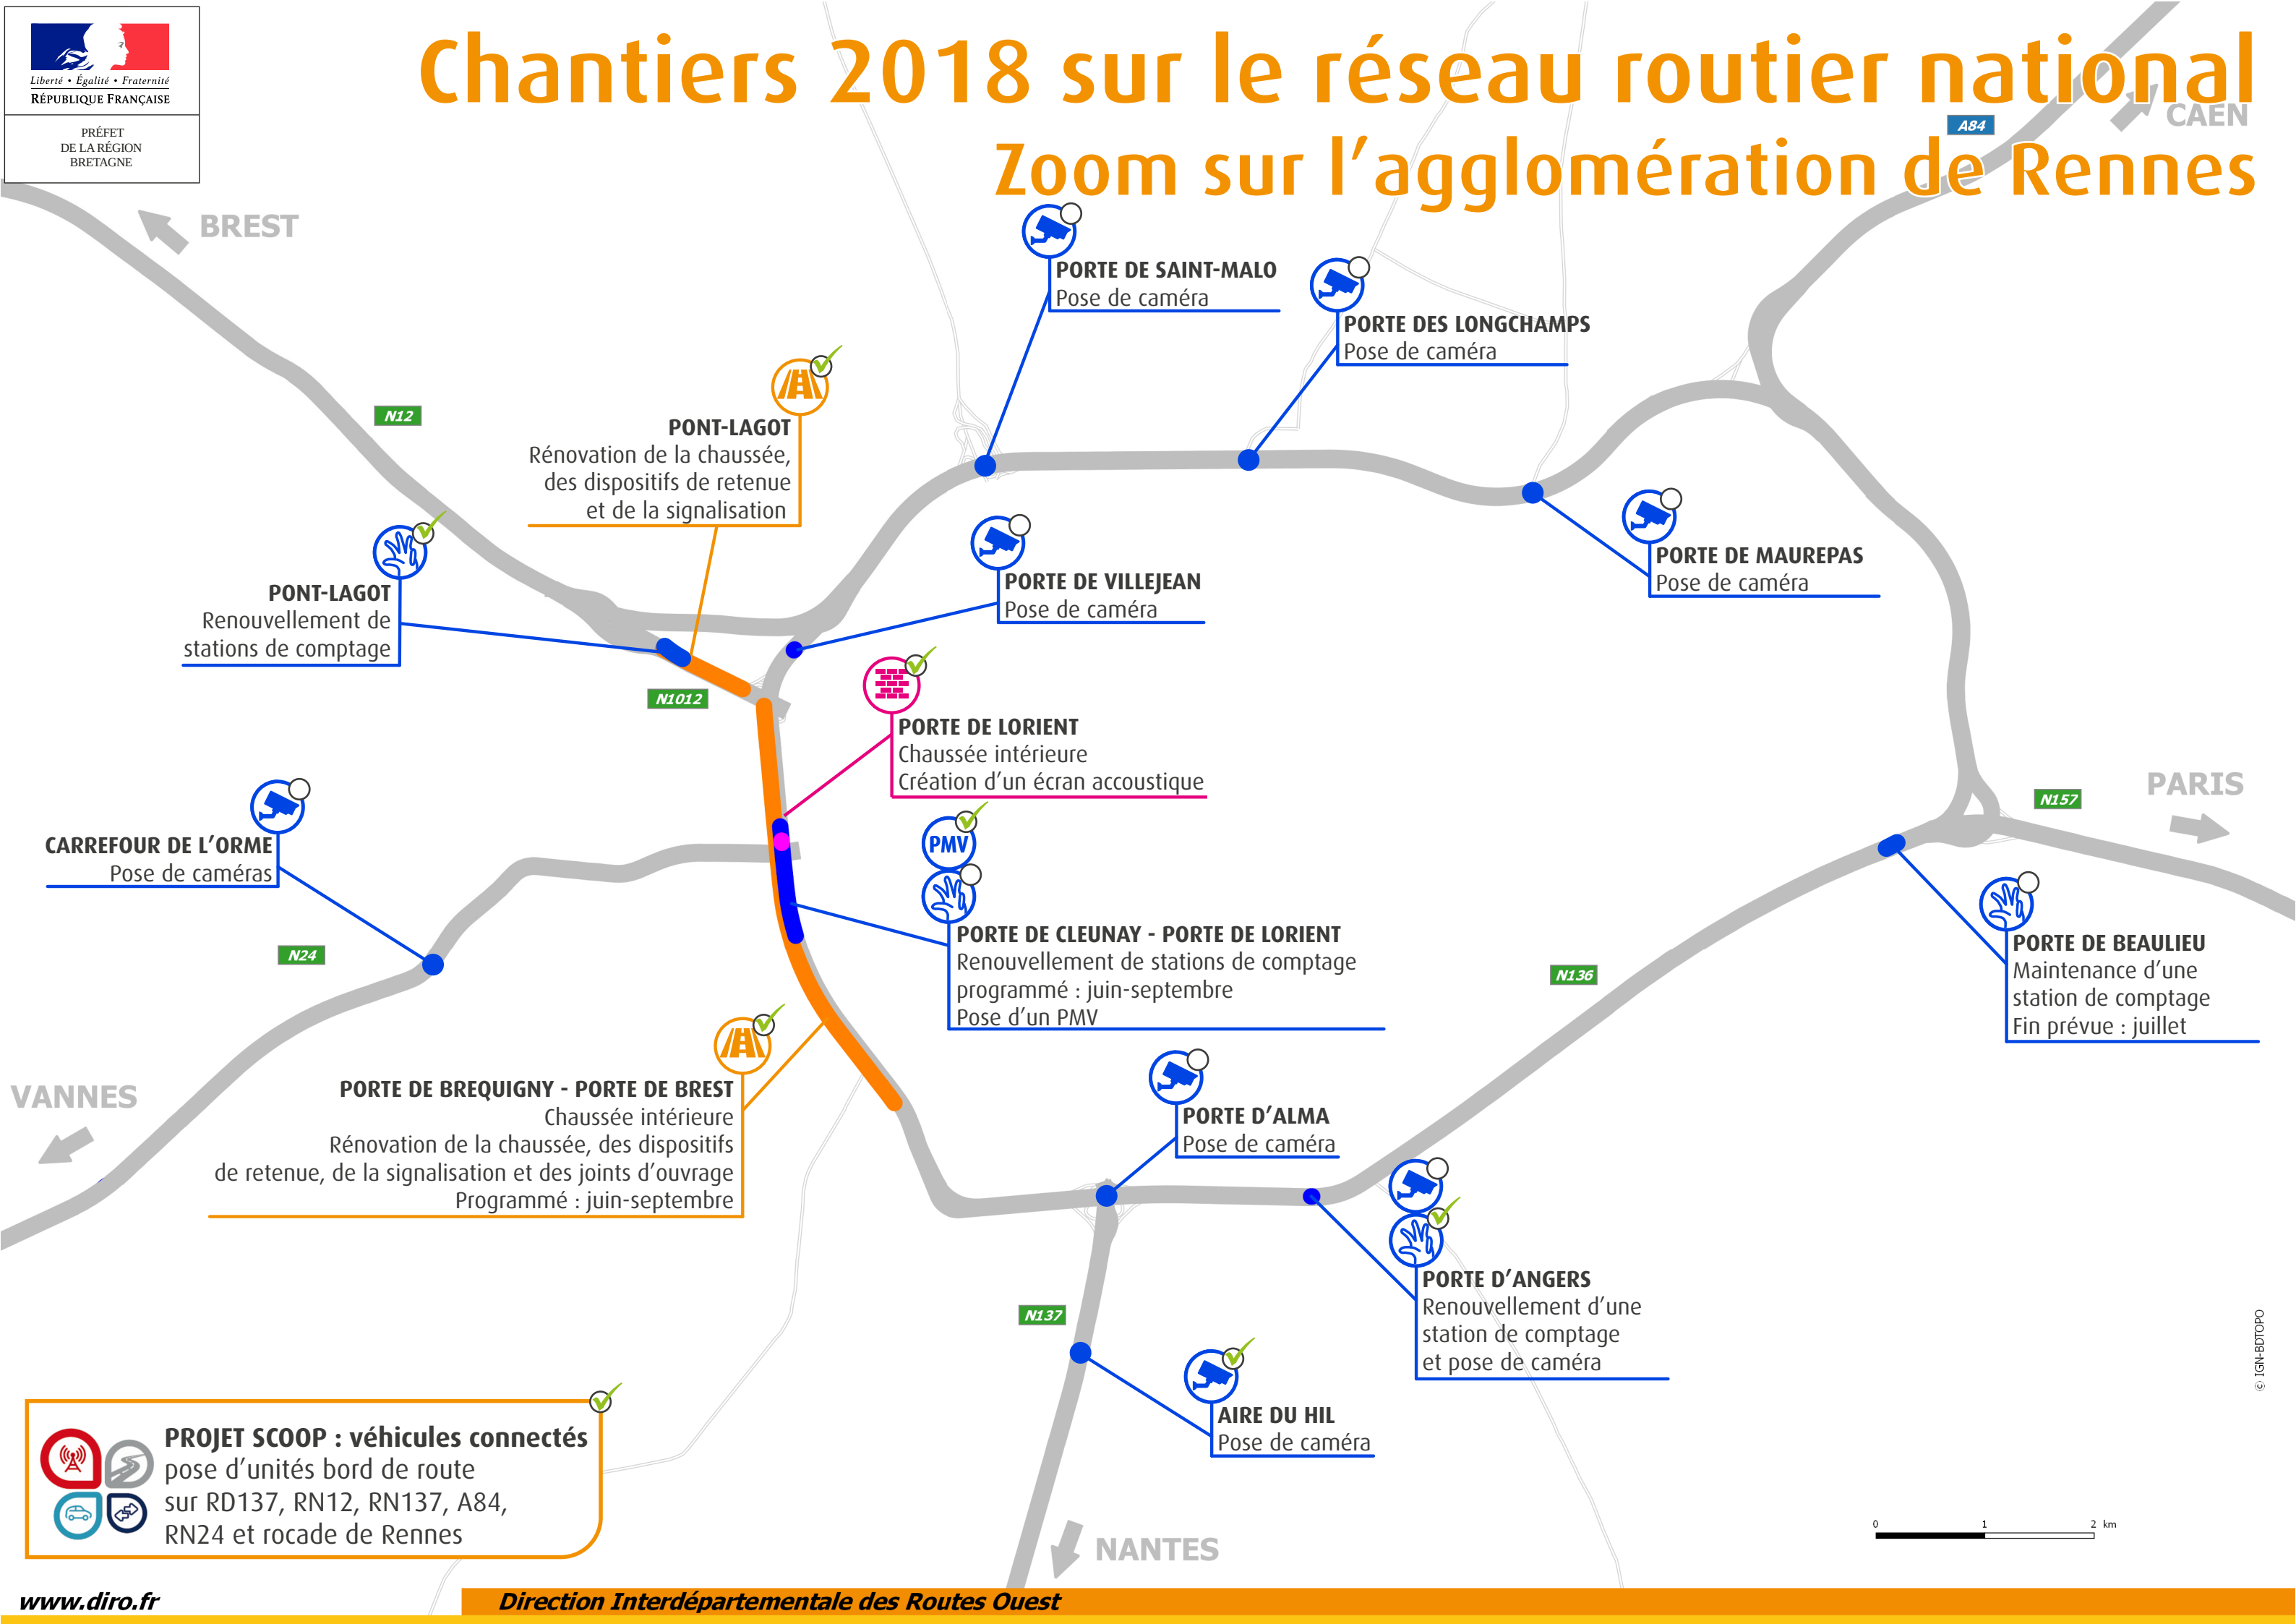 Liberté • Égalité • Fraternité
RÉPUBLIQUE FRANÇAISE
PRÉFET
DE LA RÉGION
BRETAGNE
Chantiers 2018 sur le réseau routier national
Zoom sur l'agglomération de Rennes
CAEN
A84
BREST
PORTE DE SAINT-MALO
Pose de caméra
PORTE DES LONGCHAMPS
Pose de caméra
N12
PONT-LAGOT
Rénovation de la chaussée,
des dispositifs de retenue
et de la signalisation
PONT-LAGOT
Renouvellement de
stations de comptage
PORTE DE VILLEJEAN
Pose de caméra
PORTE DE MAUREPAS
Pose de caméra
N1012
PORTE DE LORIENT
Chaussée intérieure
Création d'un écran accoustique
PARIS
N157
CARREFOUR DE L'ORME
Pose de caméras
PMV
PORTE DE CLEUNAY - PORTE DE LORIENT
Renouvellement de stations de comptage
programmé : juin-septembre
Pose d'un PMV
N24
N136
PORTE DE BEAULIEU
Maintenance d'une
station de comptage
Fin prévue : juillet
VANNES
PORTE DE BREQUIGNY - PORTE DE BREST
Chaussée intérieure
Rénovation de la chaussée, des dispositifs
de retenue, de la signalisation et des joints d'ouvrage
Programmé : juin-septembre
PORTE D'ALMA
Pose de caméra
PORTE D'ANGERS
Renouvellement d'une
station de comptage
et pose de caméra
N137
AIRE DU HIL
Pose de caméra
© IGN-BDTOPO
PROJET SCOOP : véhicules connectés
pose d'unités bord de route
sur RD137, RN12, RN137, A84,
RN24 et rocade de Rennes
NANTES
0 1 2 km
www.diro.fr
Direction Interdépartementale des Routes Ouest